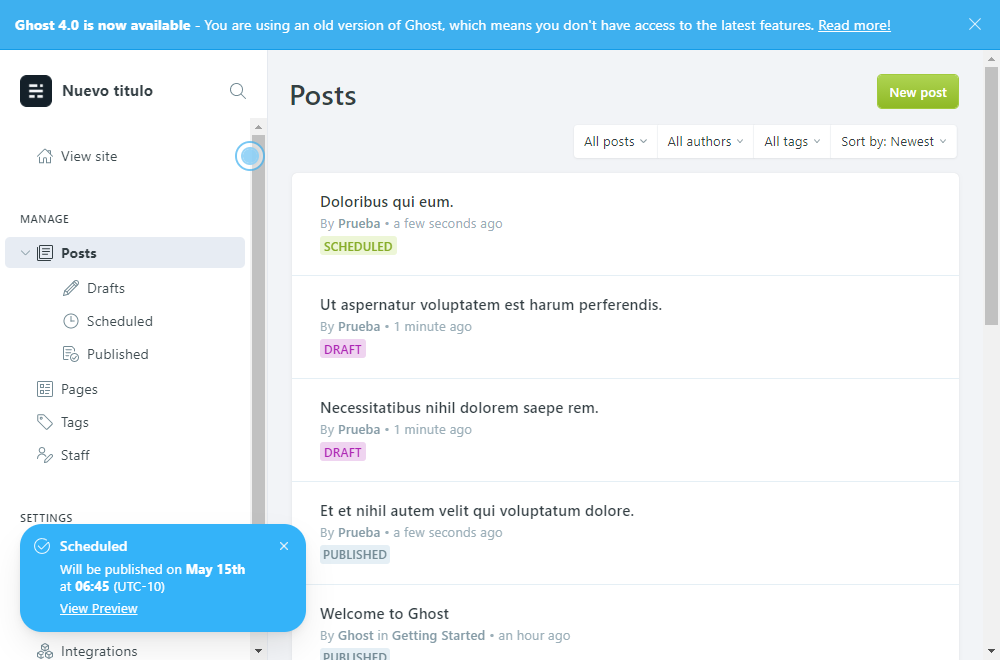 Ghost 4.0 is now available - You are using an old version of Ghost, which means you don't have access to the latest features. Read more!
Nuevo titulo
View site
MANAGE
Posts
Drafts
Scheduled
Published
Pages
Tags
Staff
SETTINGS
Scheduled
Will be published on May 15th
at 06:45 (UTC-10)
View Preview
Integrations
Posts
New post
All posts
All authors
All tags
Sort by: Newest
Doloribus qui eum.
By Prueba • a few seconds ago
SCHEDULED
Ut aspernatur voluptatem est harum perferendis.
By Prueba • 1 minute ago
DRAFT
Necessitatibus nihil dolorem saepe rem.
By Prueba • 1 minute ago
DRAFT
Et et nihil autem velit qui voluptatum dolore.
By Prueba • a few seconds ago
PUBLISHED
Welcome to Ghost
By Ghost in Getting Started • an hour ago
PUBLISHED